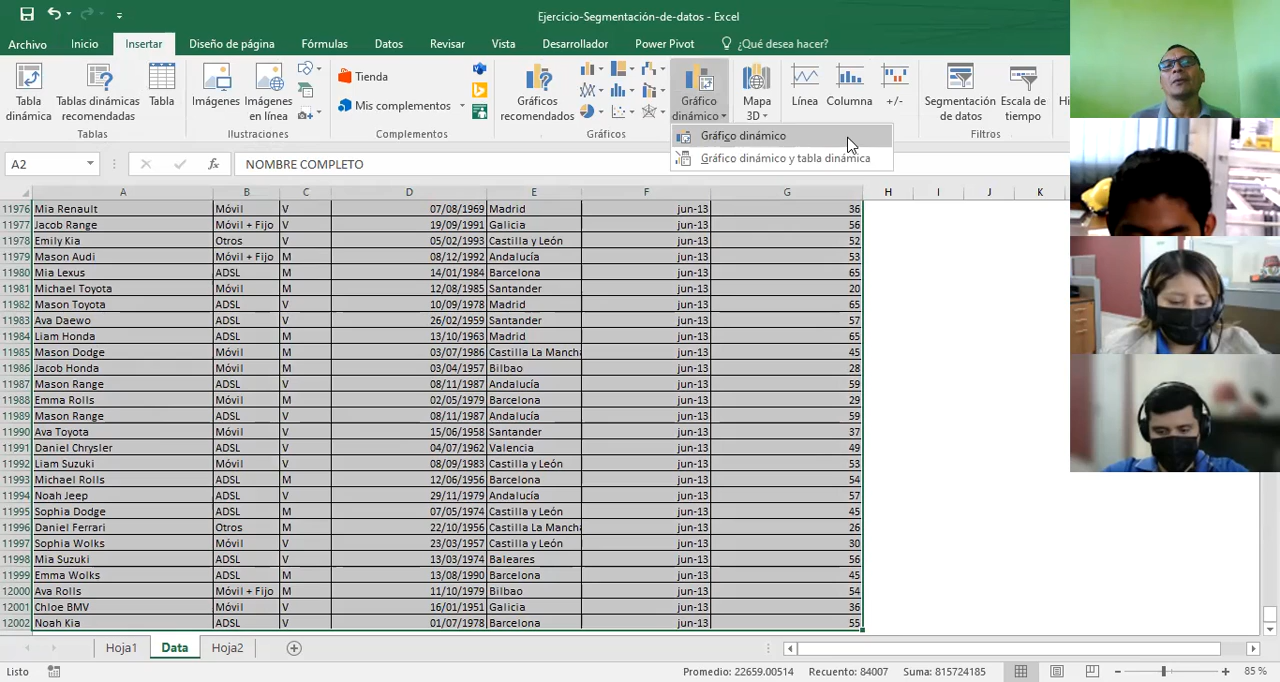 Ejercicio-Segmentación-de-datos - Excel
Archivo Inicio Insertar Diseño de página Fórmulas Datos Revisar Vista Desarrollador Power Pivot ¿Qué desea hacer?
Tabla dinámica
Tablas dinámicas recomendadas
Tabla
Tablas
Imágenes
Imágenes en línea
Ilustraciones
Tienda
Mis complementos
Complementos
Gráficos recomendados
Gráficos
Gráfico dinámico
Mapa 3D
Línea
Columna
+/-
Segmentación de datos
Escala de tiempo
Filtros
Gráfico dinámico
Gráfico dinámico y tabla dinámica
A2 fx NOMBRE COMPLETO
A B C D E F G H I J K
11976 Mia Renault Móvil V 07/08/1969 Madrid jun-13 36
11977 Jacob Range Móvil + Fijo V 19/09/1991 Galicia jun-13 56
11978 Emily Kia Otros V 05/02/1993 Castilla y León jun-13 52
11979 Mason Audi Móvil + Fijo M 08/12/1992 Andalucía jun-13 53
11980 Mia Lexus ADSL M 14/01/1984 Barcelona jun-13 65
11981 Michael Toyota Móvil M 12/08/1985 Santander jun-13 20
11982 Mason Toyota ADSL M 10/09/1978 Madrid jun-13 65
11983 Ava Daewo ADSL V 26/02/1959 Santander jun-13 57
11984 Liam Honda ADSL M 13/10/1963 Madrid jun-13 65
11985 Mason Dodge Móvil M 03/07/1986 Castilla La Mancha jun-13 45
11986 Jacob Honda Móvil M 03/04/1957 Bilbao jun-13 28
11987 Mason Range ADSL V 08/11/1987 Andalucía jun-13 59
11988 Emma Rolls Móvil M 02/05/1979 Barcelona jun-13 29
11989 Mason Range ADSL V 08/11/1987 Andalucía jun-13 59
11990 Ava Toyota Móvil V 15/06/1958 Santander jun-13 37
11991 Daniel Chrysler ADSL V 04/07/1962 Valencia jun-13 49
11992 Liam Suzuki Móvil V 08/09/1983 Castilla y León jun-13 53
11993 Michael Rolls ADSL M 12/06/1956 Barcelona jun-13 54
11994 Noah Jeep ADSL V 29/11/1979 Andalucía jun-13 57
11995 Sophia Dodge ADSL M 07/05/1974 Castilla y León jun-13 45
11996 Daniel Ferrari Otros M 22/10/1956 Castilla La Mancha jun-13 26
11997 Sophia Wolks Móvil V 23/03/1957 Castilla y León jun-13 30
11998 Mia Suzuki ADSL V 13/03/1974 Baleares jun-13 56
11999 Emma Wolks ADSL M 13/08/1990 Barcelona jun-13 45
12000 Ava Rolls Móvil + Fijo M 11/10/1979 Bilbao jun-13 54
12001 Chloe BMV Móvil V 16/01/1951 Galicia jun-13 36
12002 Noah Kia ADSL V 01/07/1978 Barcelona jun-13 55
Hoja1 Data Hoja2
Listo Promedio: 22659.00514 Recuento: 84007 Suma: 815724185 85 %